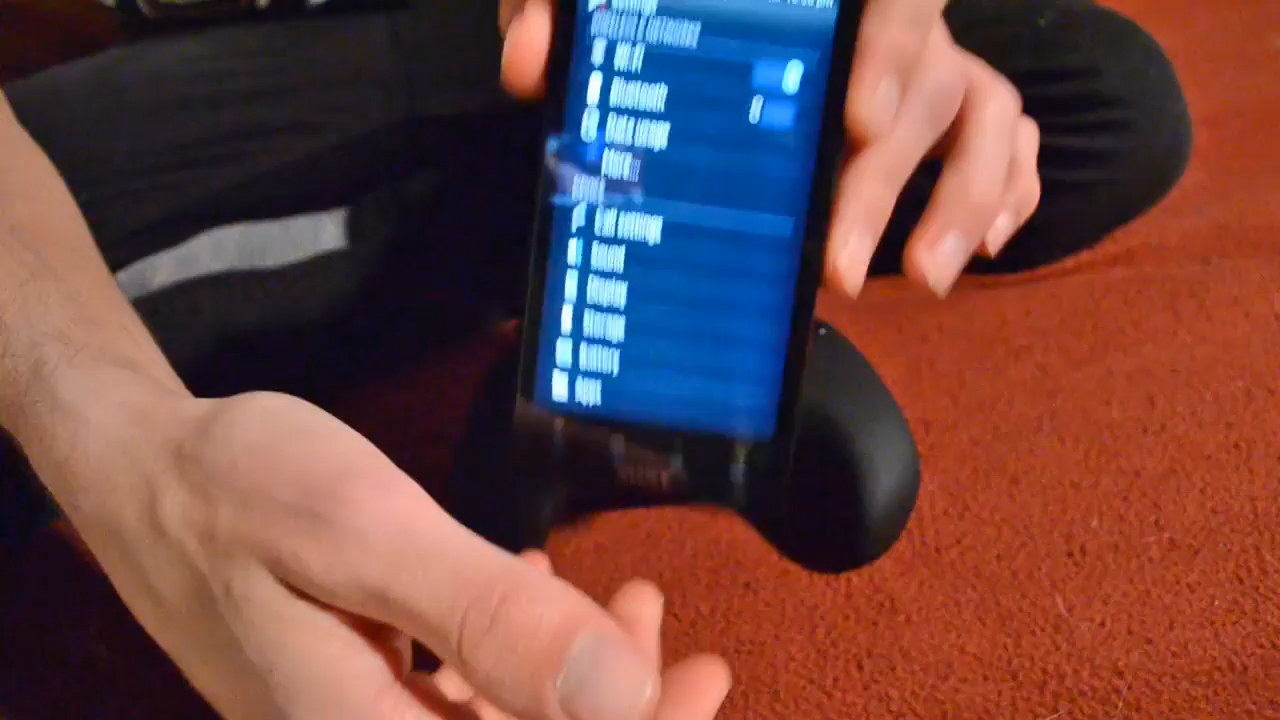 Wi-Fi
Bluetooth
Data usage
More...
Call settings
Sound
Display
Storage
Battery
Apps